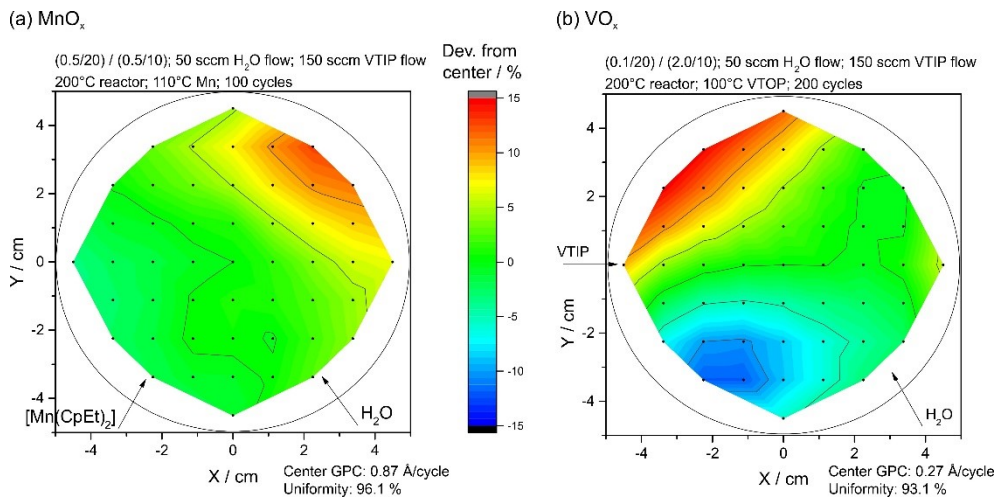 (a) MnOₓ
(0.5/20) / (0.5/10); 50 sccm H₂O flow; 150 sccm VTIP flow
200°C reactor; 110°C Mn; 100 cycles
Y / cm
4
2
0
-2
-4
-4
-2
0
2
4
X / cm
[Mn(CpEt)₂]
H₂O
Center GPC: 0.87 Å/cycle
Uniformity: 96.1 %
Dev. from
center / %
15
10
5
0
-5
-10
-15
(b) VOₓ
(0.1/20) / (2.0/10); 50 sccm H₂O flow; 150 sccm VTIP flow
200°C reactor; 100°C VTOP; 200 cycles
Y / cm
4
2
0
-2
-4
VTIP
-4
-2
0
2
4
X / cm
H₂O
Center GPC: 0.27 Å/cycle
Uniformity: 93.1 %